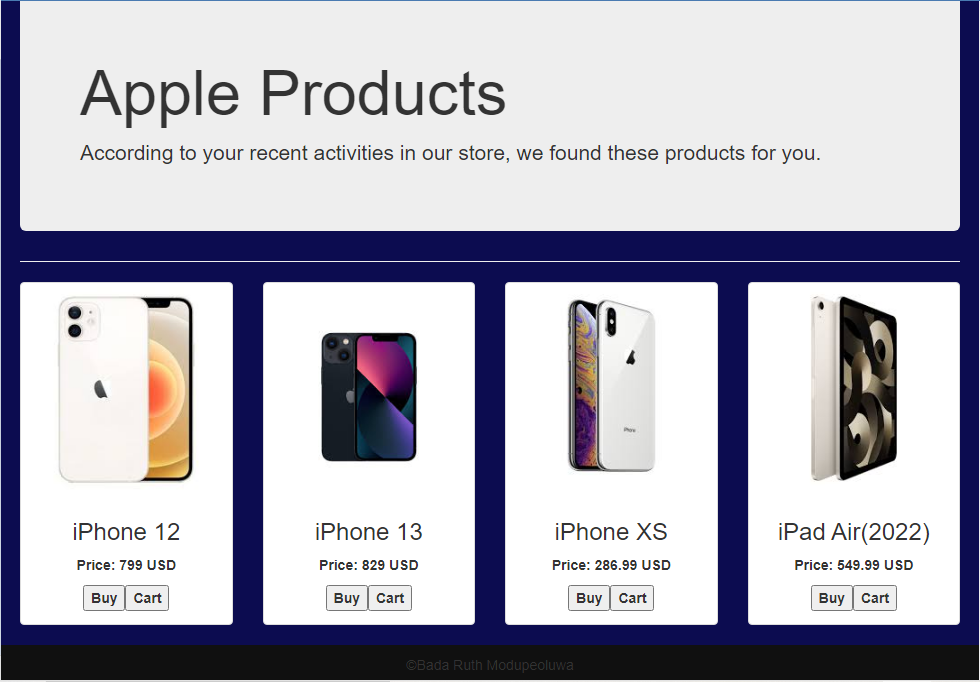 Apple Products
According to your recent activities in our store, we found these products for you.
iPhone 12
Price: 799 USD
Buy Cart
iPhone 13
Price: 829 USD
Buy Cart
iPhone
iPhone XS
Price: 286.99 USD
Buy Cart
iPad Air(2022)
Price: 549.99 USD
Buy Cart
©Bada Ruth Modupeoluwa